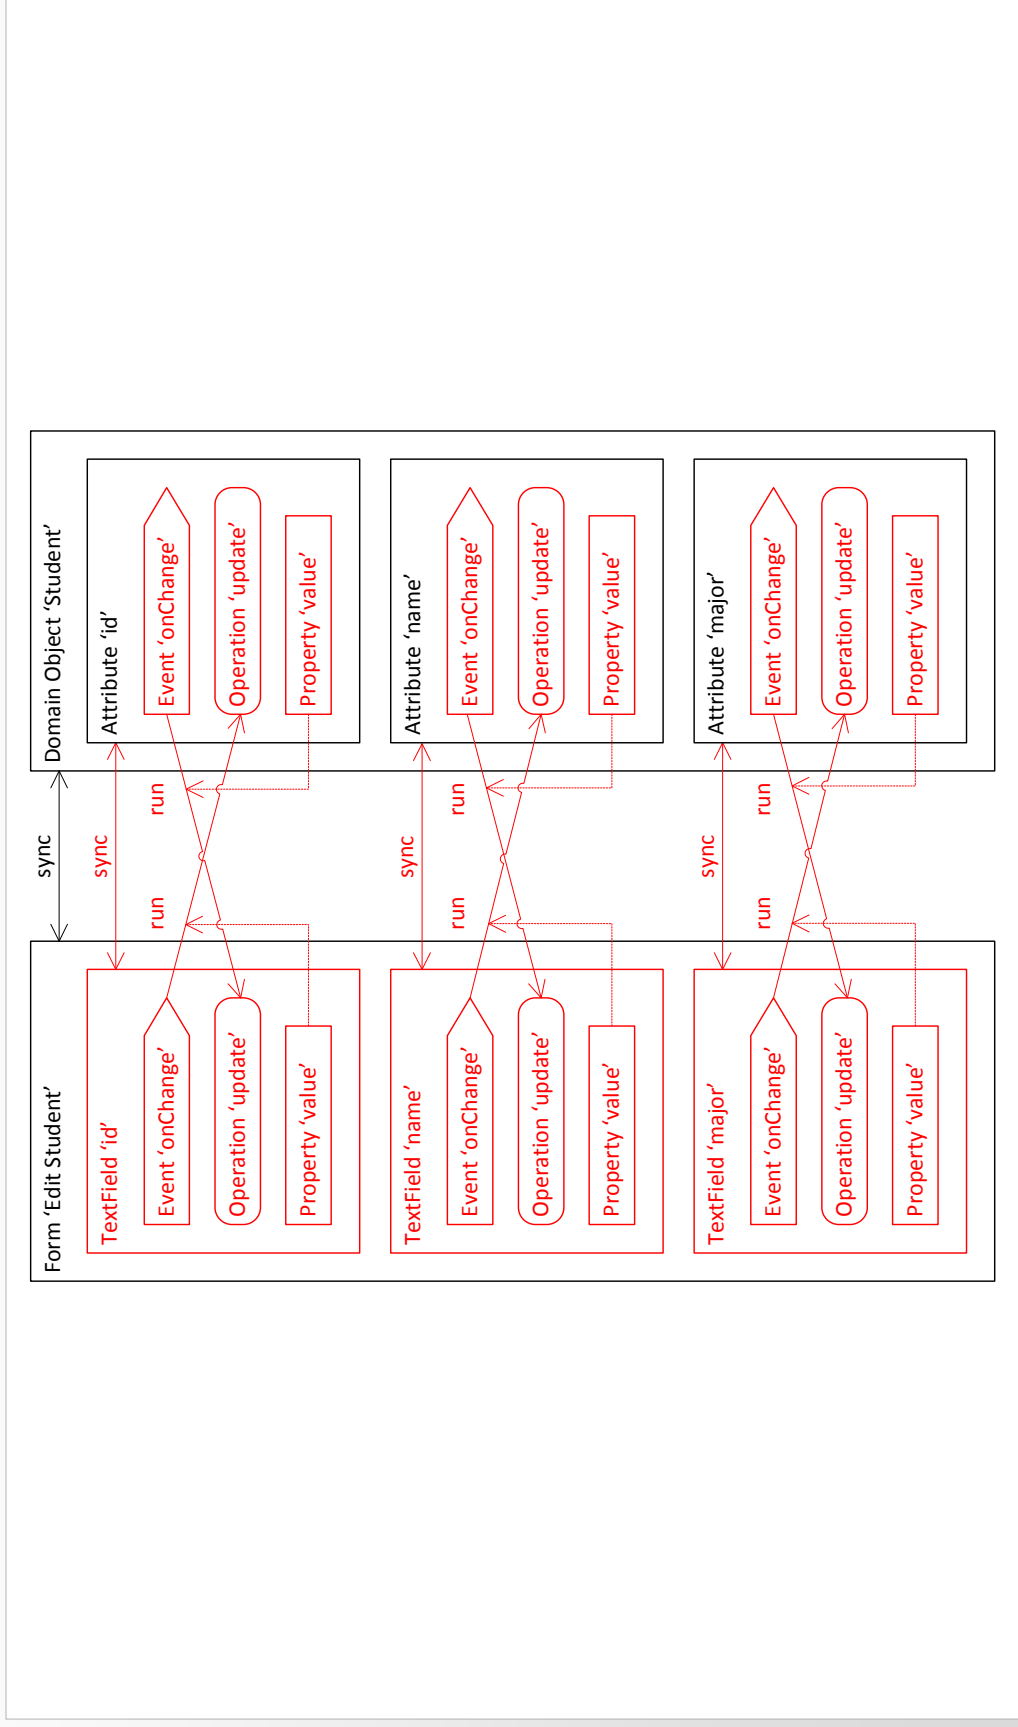 Form ‘Edit Student’
TextField ‘id’
Event ‘onChange’
Operation ‘update’
Property ‘value’
TextField ‘name’
Event ‘onChange’
Operation ‘update’
Property ‘value’
TextField ‘major’
Event ‘onChange’
Operation ‘update’
Property ‘value’
sync
sync
run
run
sync
run
run
sync
run
run
Domain Object ‘Student’
Attribute ‘id’
Event ‘onChange’
Operation ‘update’
Property ‘value’
Attribute ‘name’
Event ‘onChange’
Operation ‘update’
Property ‘value’
Attribute ‘major’
Event ‘onChange’
Operation ‘update’
Property ‘value’